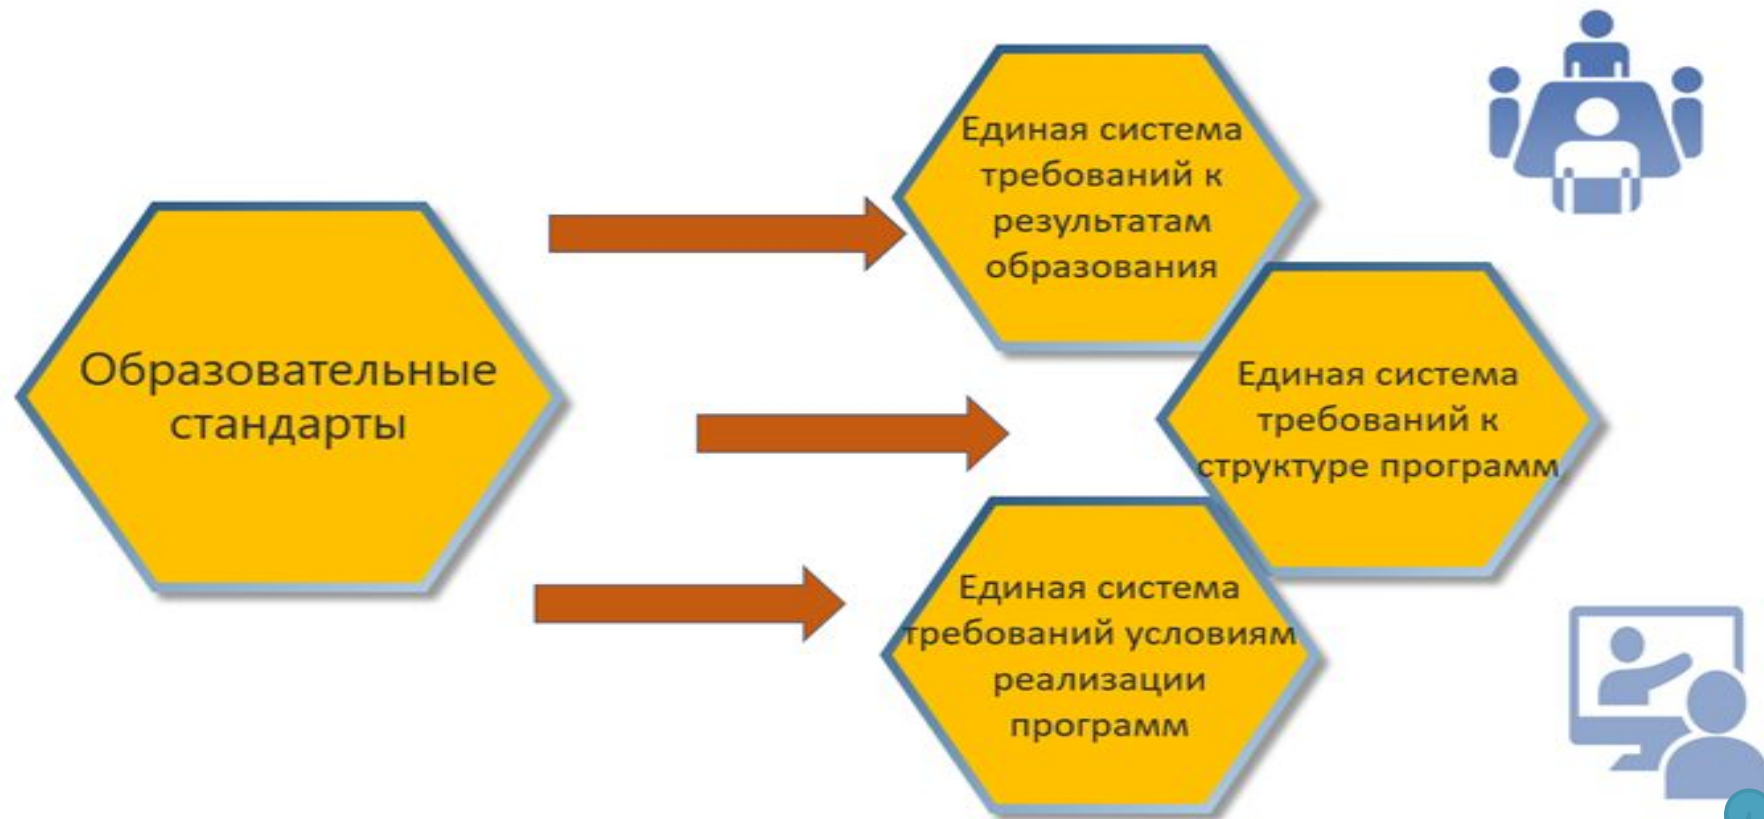 Образовательные
стандарты
Единая система
требований к
результатам
образования
Единая система
требований к
структуре программ
Единая система
требований условиям
реализации
программ